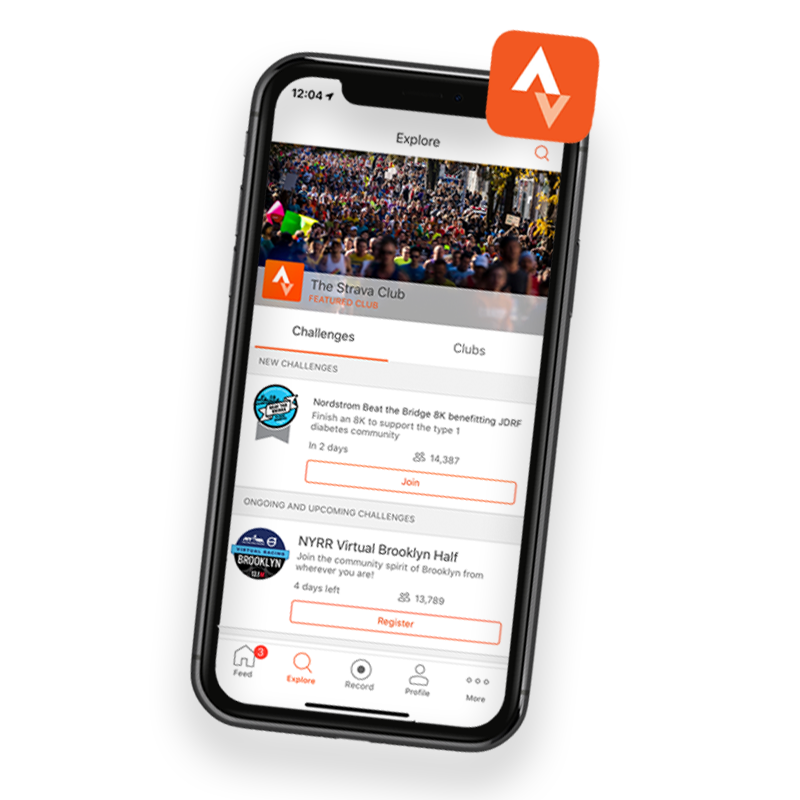 12:04
Explore
The Strava Club
FEATURED CLUB
Challenges
Clubs
NEW CHALLENGES
Nordstrom Beat the Bridge 8K benefitting JDRF
Finish an 8K to support the type 1
diabetes community
In 2 days
14,387
Join
ONGOING AND UPCOMING CHALLENGES
VIRTUAL RACING
BROOKLYN
NYRR Virtual Brooklyn Half
Join the community spirit of Brooklyn from
wherever you are!
4 days left
13,789
Register
3
Feed
Explore
Record
Profile
More